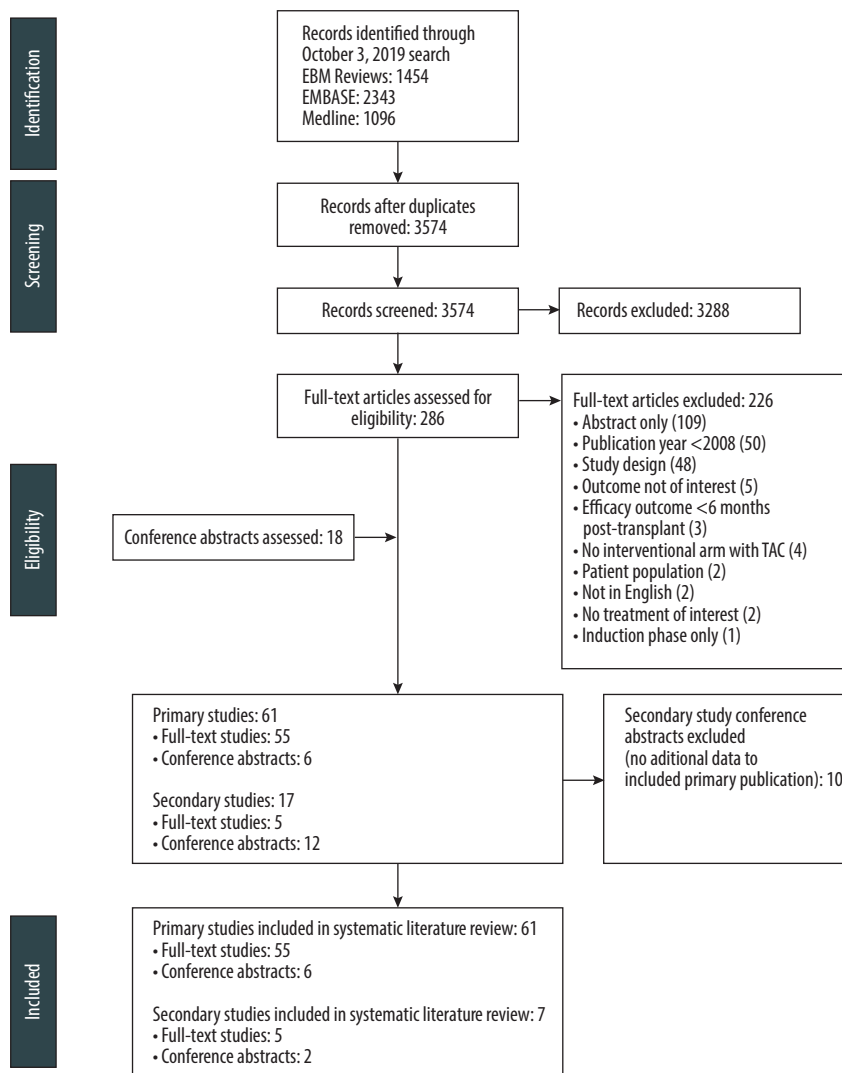 Identification
Records identified through
October 3, 2019 search
EBM Reviews: 1454
EMBASE: 2343
Medline: 1096
Screening
Records after duplicates
removed: 3574
Records screened: 3574
Records excluded: 3288
Eligibility
Full-text articles assessed for
eligibility: 286
Full-text articles excluded: 226
• Abstract only (109)
• Publication year <2008 (50)
• Study design (48)
• Outcome not of interest (5)
• Efficacy outcome <6 months
post-transplant (3)
• No interventional arm with TAC (4)
• Patient population (2)
• Not in English (2)
• No treatment of interest (2)
• Induction phase only (1)
Conference abstracts assessed: 18
Primary studies: 61
• Full-text studies: 55
• Conference abstracts: 6
Secondary studies: 17
• Full-text studies: 5
• Conference abstracts: 12
Secondary study conference
abstracts excluded
(no aditional data to
included primary publication): 10
Included
Primary studies included in systematic literature review: 61
• Full-text studies: 55
• Conference abstracts: 6
Secondary studies included in systematic literature review: 7
• Full-text studies: 5
• Conference abstracts: 2